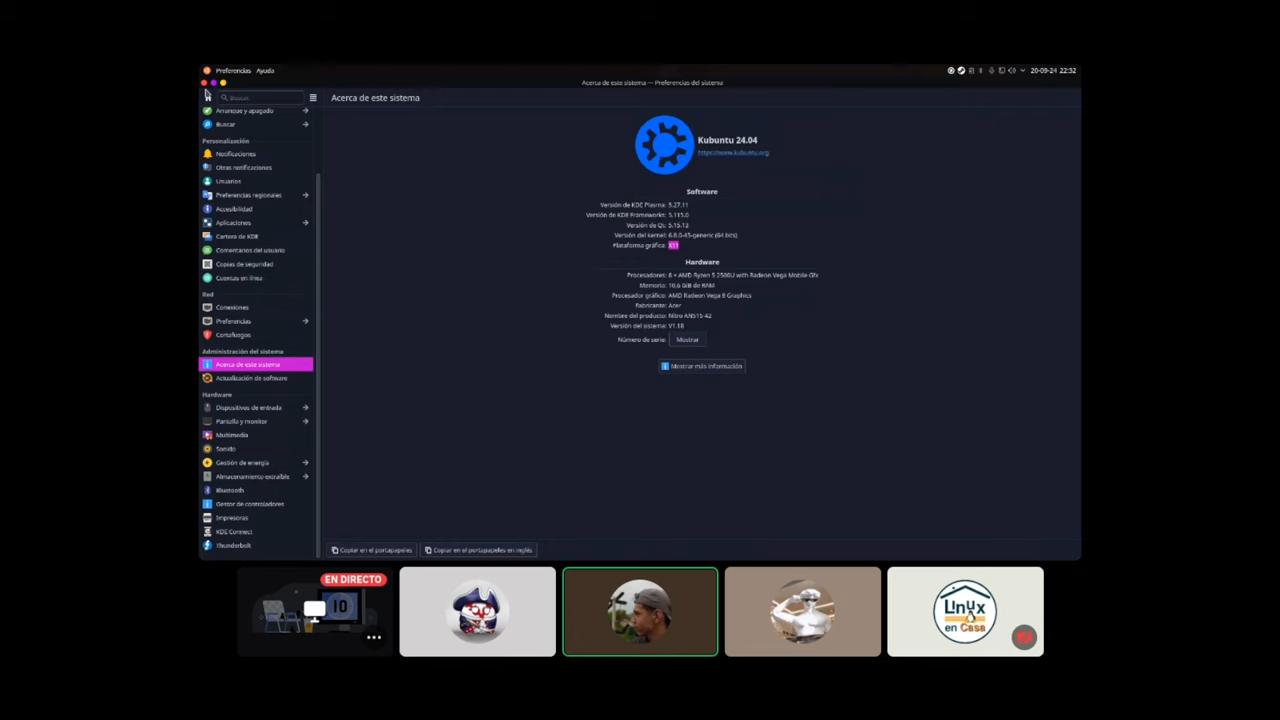 Preferencias Ayuda
20-09-24 22:32
Acerca de este sistema — Preferencias del sistema
Buscar...
Acerca de este sistema
Arranque y apagado
Buscar
Personalización
Notificaciones
Otras notificaciones
Usuarios
Preferencias regionales
Accesibilidad
Aplicaciones
Cartera de KDE
Comentarios del usuario
Copias de seguridad
Cuentas en línea
Red
Conexiones
Preferencias
Cortafuegos
Administración del sistema
Acerca de este sistema
Actualización de software
Hardware
Dispositivos de entrada
Pantalla y monitor
Multimedia
Sonido
Gestión de energía
Almacenamiento extraíble
Bluetooth
Gestor de controladores
Impresoras
KDE Connect
Thunderbolt
Kubuntu 24.04
https://www.kubuntu.org
Software
Versión de KDE Plasma: 5.27.11
Versión de KDE Frameworks: 5.115.0
Versión de Qt: 5.15.13
Versión del kernel: 6.8.0-45-generic (64 bits)
Plataforma gráfica: X11
Hardware
Procesadores: 8 × AMD Ryzen 5 2500U with Radeon Vega Mobile Gfx
Memoria: 10,6 GiB de RAM
Procesador gráfico: AMD Radeon Vega 8 Graphics
Fabricante: Acer
Nombre del producto: Nitro AN515-42
Versión del sistema: V1.18
Número de serie: Mostrar
Mostrar más información
Copiar en el portapapeles
Copiar en el portapapeles en inglés
EN DIRECTO
10
Linux
en Casa